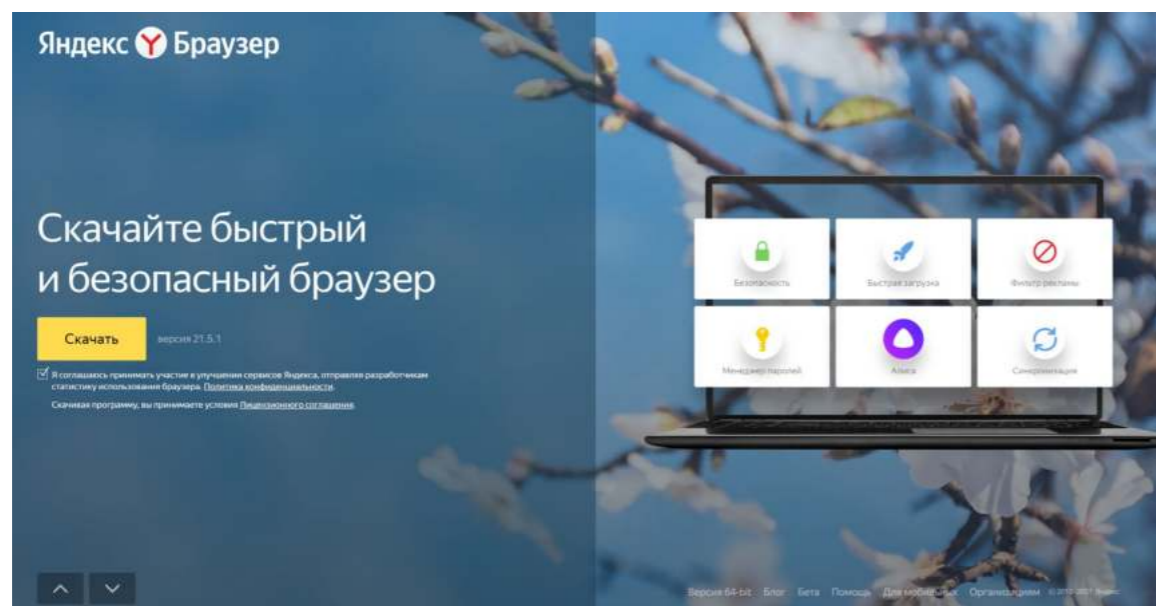 Яндекс Браузер
Скачайте быстрый
и безопасный браузер
Скачать версия 21.5.1
Я соглашаюсь принимать участие в улучшении сервисов Яндекса, отправляя разработчикам
статистику использования браузера. Политика конфиденциальности.
Скачивая программу, вы принимаете условия Лицензионного соглашения.
Безопасность Быстрая загрузка Фильтр рекламы
Менеджер паролей Алиса Синхронизация
Версия 64-bit Блог Бета Помощь Для мобильных Организациям